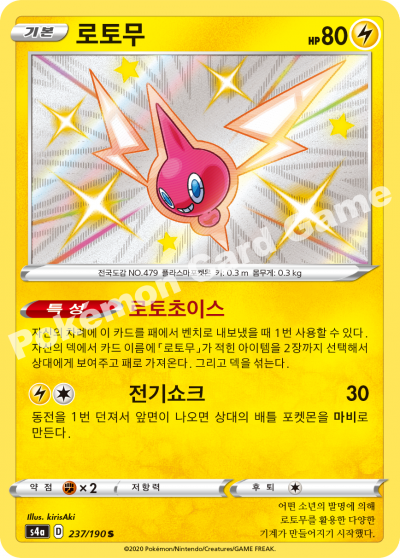 기본 로토무 HP 80
전국도감 NO.479 플라스마포켓몬 키: 0.3 m 몸무게: 0.3 kg
특성 로토초이스
자신의 차례에 이 카드를 패에서 벤치로 내보냈을 때 1번 사용할 수 있다.
자신의 덱에서 카드 이름에 「로토무」가 적힌 아이템을 2장까지 선택해서
상대에게 보여주고 패로 가져온다. 그리고 덱을 섞는다.
전기쇼크 30
동전을 1번 던져서 앞면이 나오면 상대의 배틀 포켓몬을 마비로
만든다.
약점 ×2 저항력 후퇴
Illus. kirisAki
s4a D 237/190 S
어떤 소년의 발명에 의해
로토무를 활용한 다양한
기계가 만들어지기 시작했다.
©2020 Pokémon/Nintendo/Creatures/GAME FREAK.
Pokémon Card Game